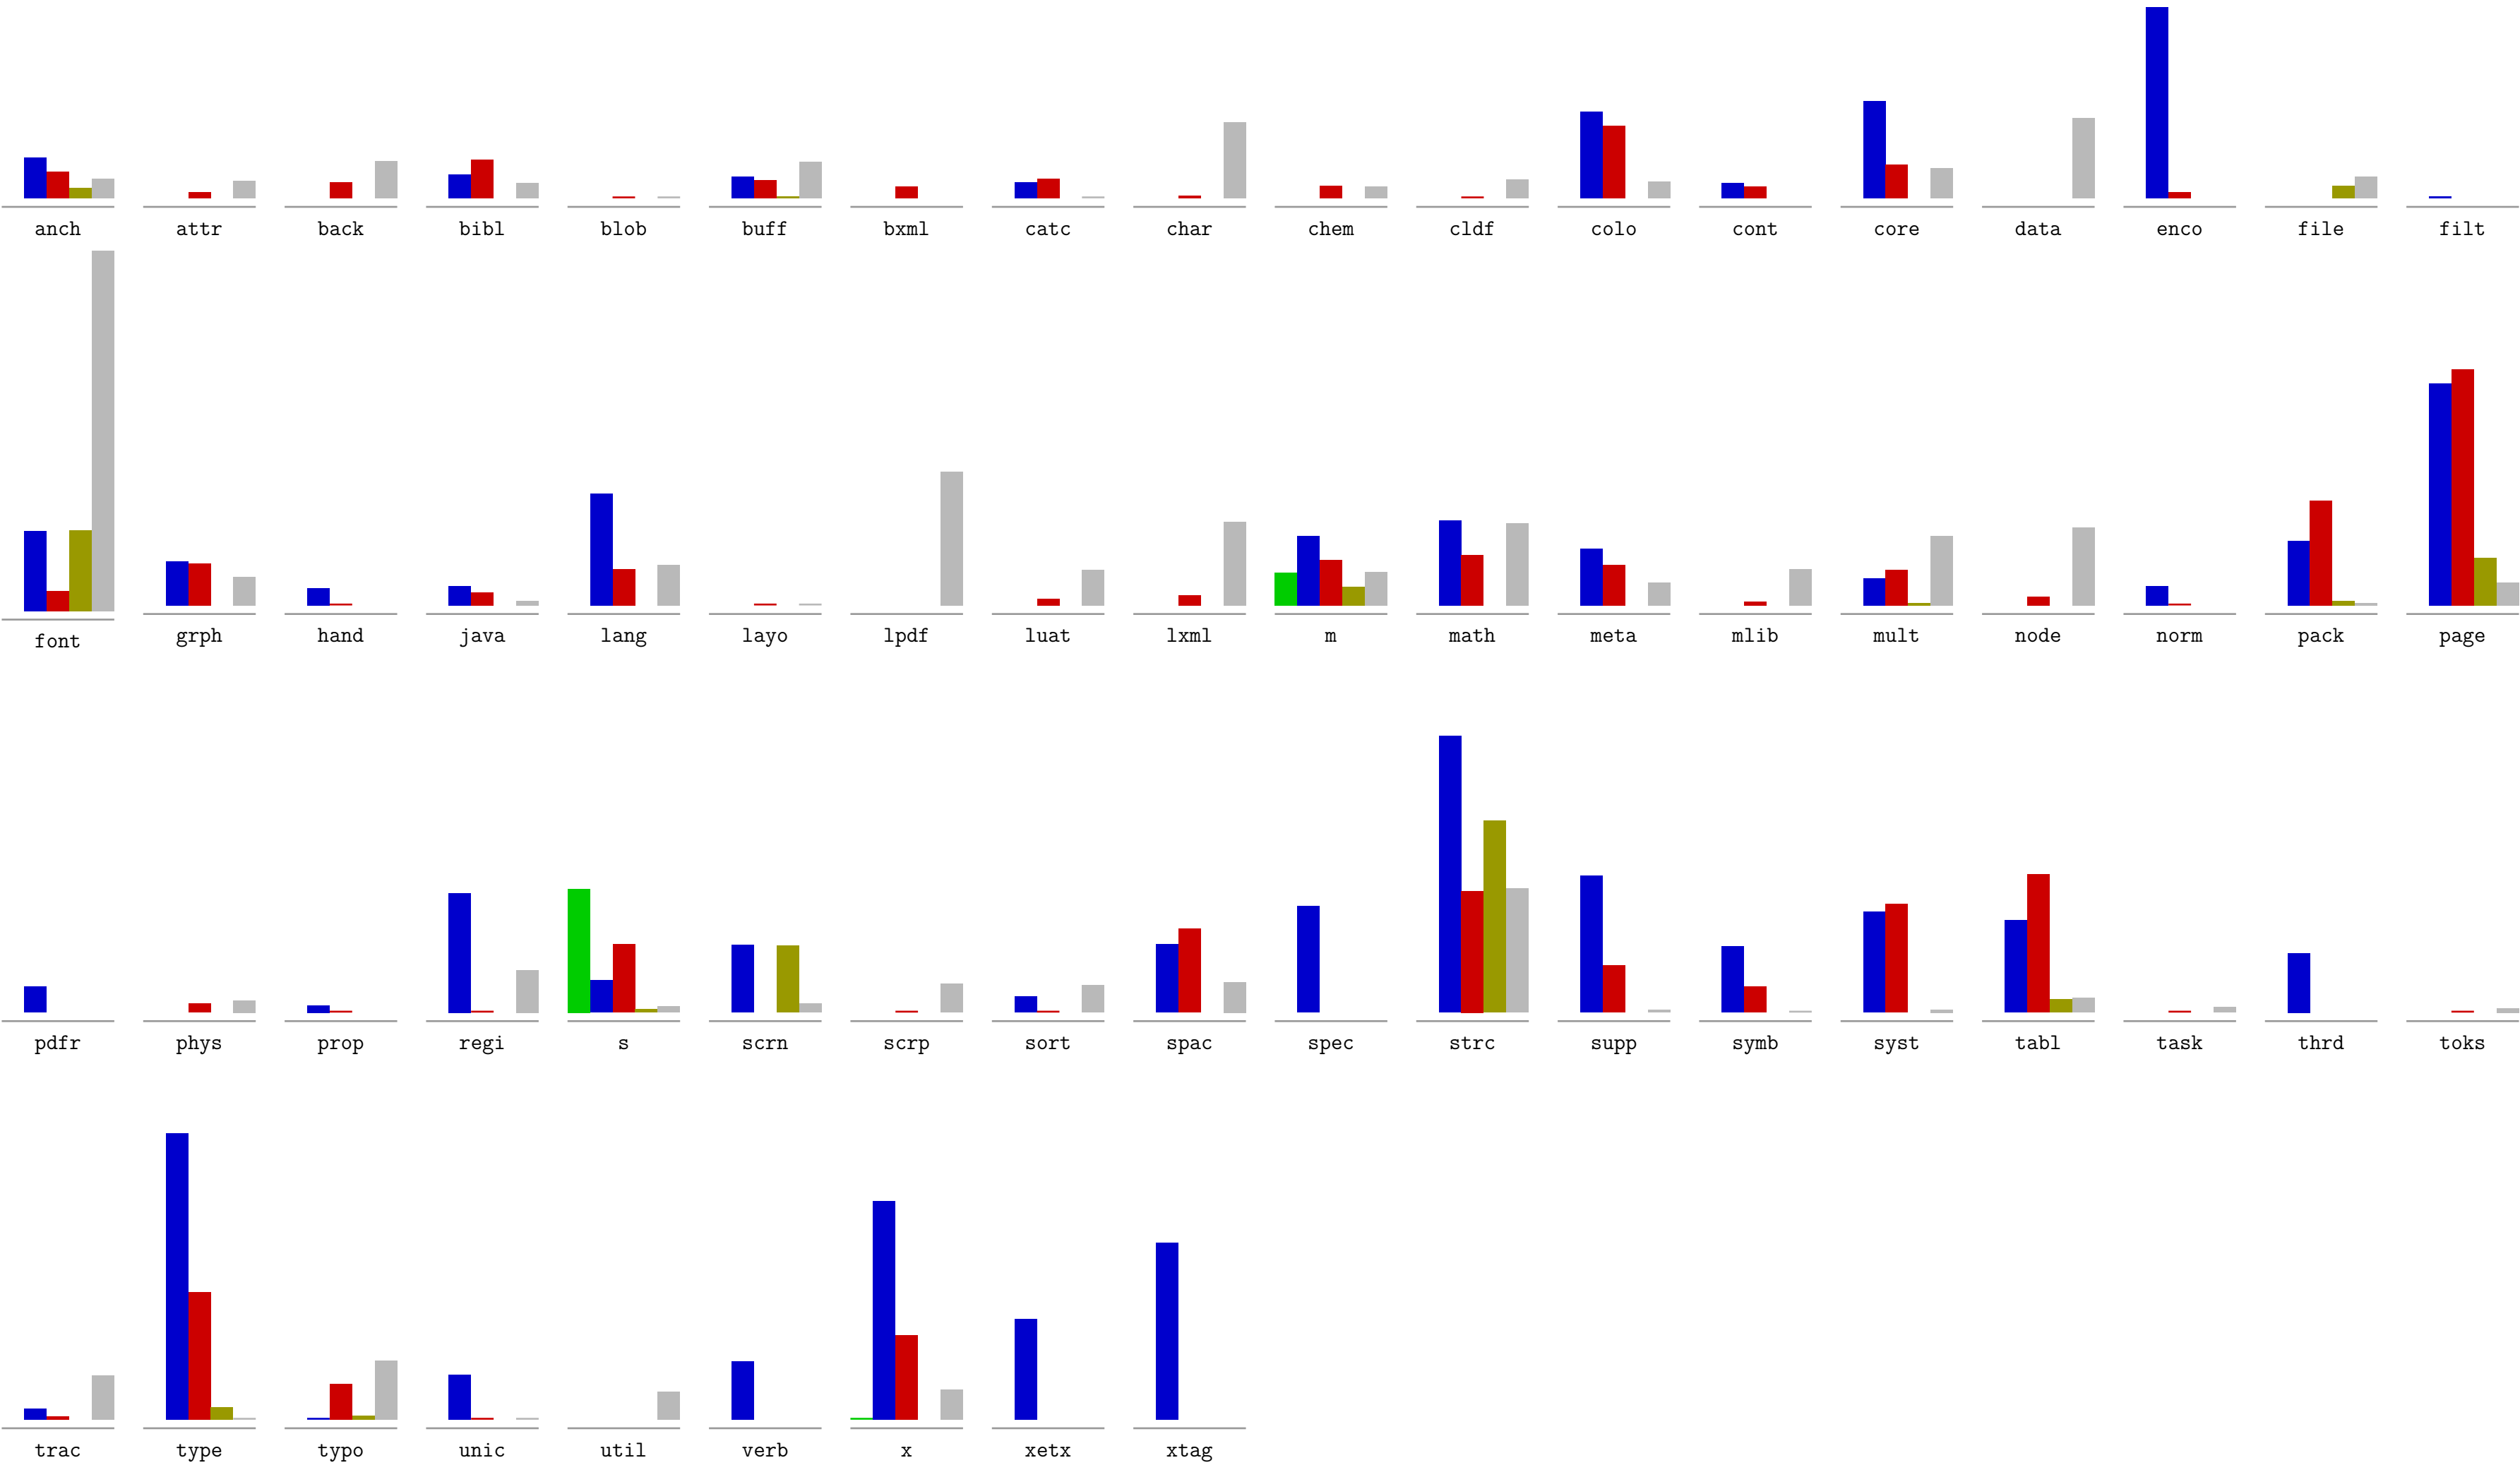 anch attr back bibl blob buff bxml catc char chem cldf colo cont core data enco file filt
font grph hand java lang layo lpdf luat lxml m math meta mlib mult node norm pack page
pdfr phys prop regi s scrn scrp sort spac spec strc supp symb syst tabl task thrd toks
trac type typo unic util verb x xetx xtag